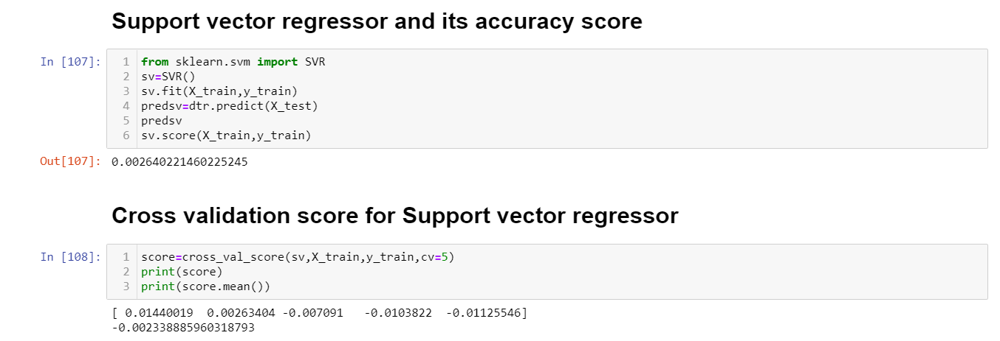 Support vector regressor and its accuracy score
In [107]:
1 from sklearn.svm import SVR
2 sv=SVR()
3 sv.fit(X_train,y_train)
4 predsv=dtr.predict(X_test)
5 predsv
6 sv.score(X_train,y_train)
Out[107]: 0.002640221460225245
Cross validation score for Support vector regressor
In [108]:
1 score=cross_val_score(sv,X_train,y_train,cv=5)
2 print(score)
3 print(score.mean())
[ 0.01440019  0.00263404 -0.007091   -0.0103822  -0.01125546]
-0.002338885960318793